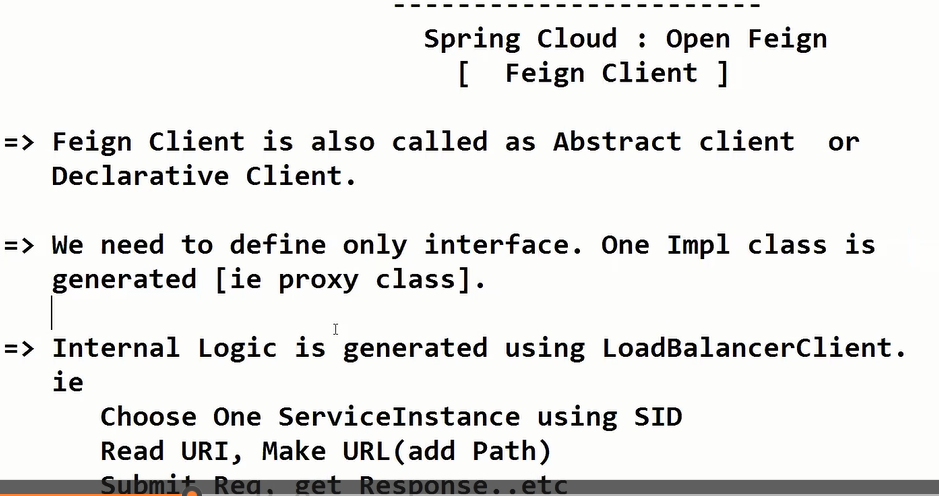 -----------------------
Spring Cloud : Open Feign
[  Feign Client ]
=> Feign Client is also called as Abstract client  or
Declarative Client.
=> We need to define only interface. One Impl class is
generated [ie proxy class].
=> Internal Logic is generated using LoadBalancerClient.
ie
Choose One ServiceInstance using SID
Read URI, Make URL(add Path)
Submit Req, get Response..etc